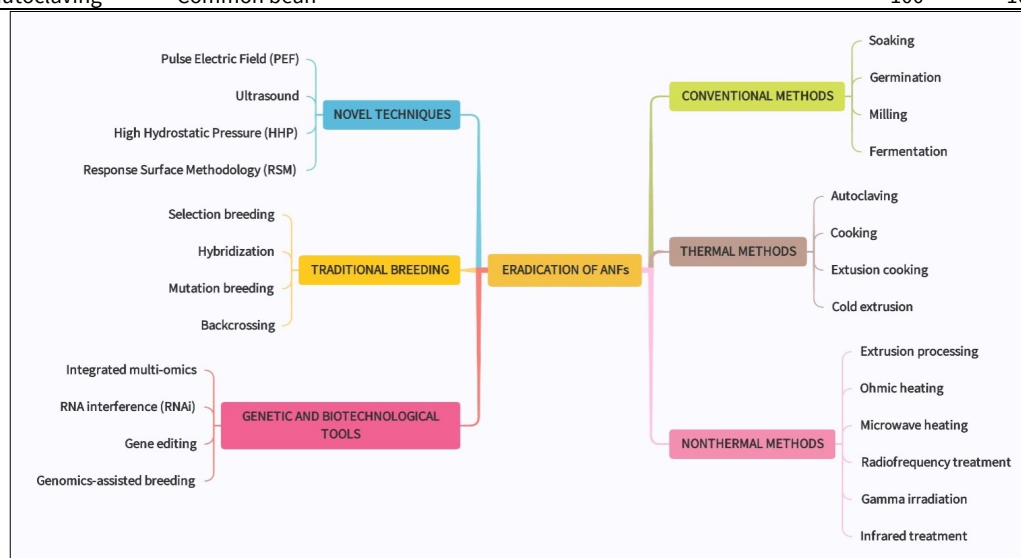 Common bean
Pulse Electric Field (PEF)
Ultrasound
High Hydrostatic Pressure (HHP)
Response Surface Methodology (RSM)
NOVEL TECHNIQUES
Selection breeding
Hybridization
Mutation breeding
Backcrossing
TRADITIONAL BREEDING
Integrated multi-omics
RNA interference (RNAi)
Gene editing
Genomics-assisted breeding
GENETIC AND BIOTECHNOLOGICAL
TOOLS
ERADICATION OF ANFs
CONVENTIONAL METHODS
Soaking
Germination
Milling
Fermentation
THERMAL METHODS
Autoclaving
Cooking
Extusion cooking
Cold extrusion
NONTHERMAL METHODS
Extrusion processing
Ohmic heating
Microwave heating
Radiofrequency treatment
Gamma irradiation
Infrared treatment